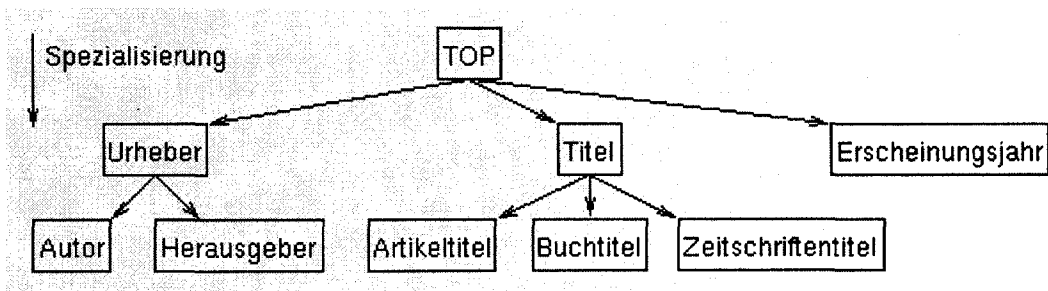 Spezialisierung
TOP
Urheber
Titel
Erscheinungsjahr
Autor
Herausgeber
Artikeltitel
Buchtitel
Zeitschriftentitel